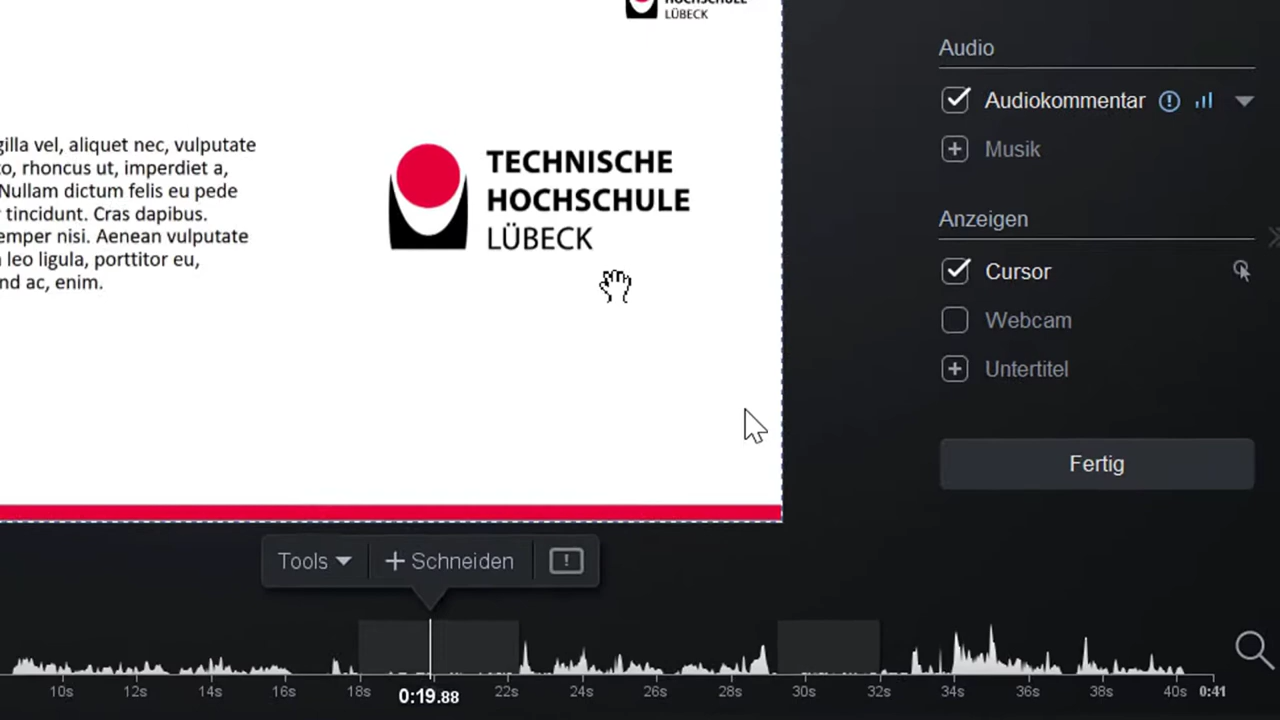 HOCHSCHULE
LÜBECK
Audio
Audiokommentar
Musik
gilla vel, aliquet nec, vulputate
o, rhoncus ut, imperdiet a,
Nullam dictum felis eu pede
tincidunt. Cras dapibus.
emper nisi. Aenean vulputate
leo ligula, porttitor eu,
nd ac, enim.
TECHNISCHE
HOCHSCHULE
LÜBECK
Anzeigen
Cursor
Webcam
Untertitel
Fertig
Tools + Schneiden
10s 12s 14s 16s 18s 0:19.88 22s 24s 26s 28s 30s 32s 34s 36s 38s 40s 0:41